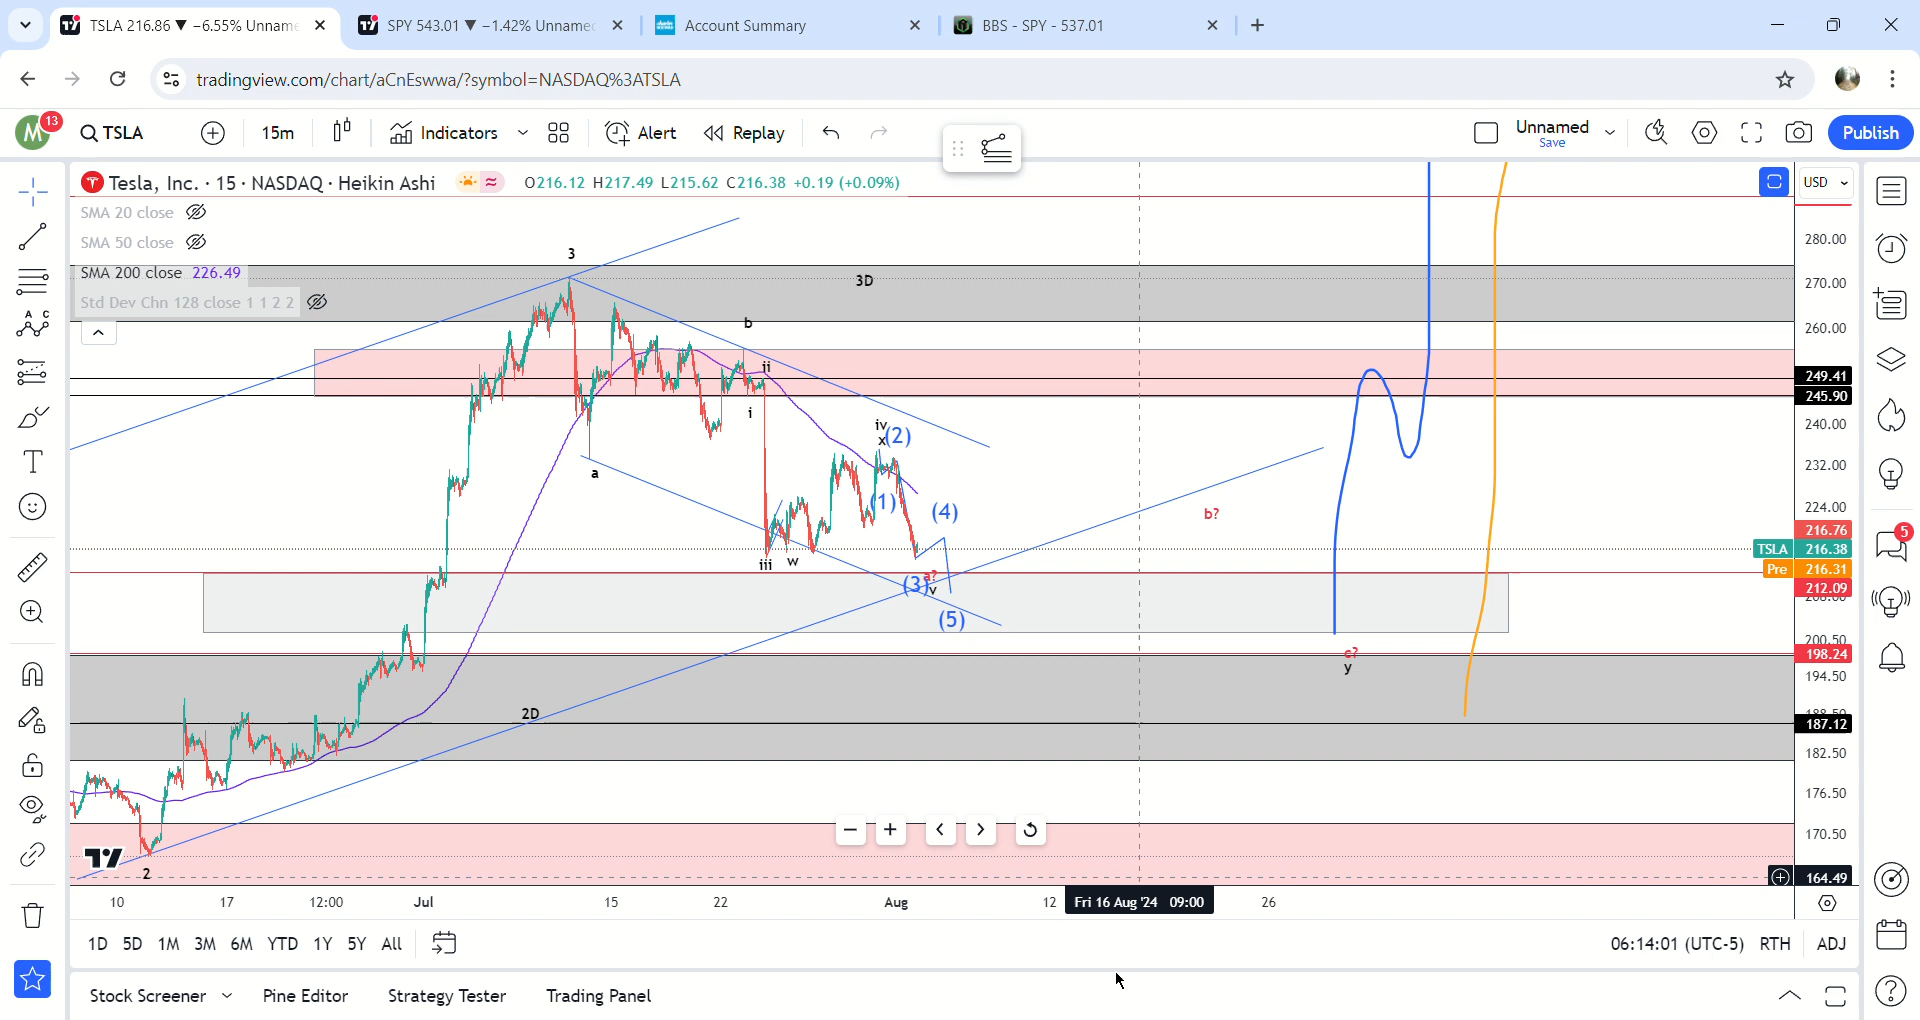 TSLA 216.86 ▼ −6.55% Unname
SPY 543.01 ▼ −1.42% Unnamed
Account Summary
BBS - SPY - 537.01
tradingview.com/chart/aCnEswwa/?symbol=NASDAQ%3ATSLA
M 13
TSLA
15m
Indicators
Alert
Replay
Unnamed
Save
Publish
Tesla, Inc. · 15 · NASDAQ · Heikin Ashi
O216.12 H217.49 L215.62 C216.38 +0.19 (+0.09%)
USD
SMA 20 close
SMA 50 close
SMA 200 close 226.49
Std Dev Chn 128 close 1 1 2 2
3
3D
b
ii
i
a
iv
x
(2)
(1)
(4)
b?
iii
w
a?
(3)
v
(5)
c?
y
2D
2
280.00
270.00
260.00
249.41
245.90
240.00
232.00
224.00
216.76
TSLA 216.38
Pre 216.31
212.09
200.50
198.24
194.50
187.12
182.50
176.50
170.50
164.49
10
17
12:00
Jul
15
22
Aug
12
Fri 16 Aug '24 09:00
26
1D
5D
1M
3M
6M
YTD
1Y
5Y
All
06:14:01 (UTC-5)
RTH
ADJ
Stock Screener
Pine Editor
Strategy Tester
Trading Panel
5